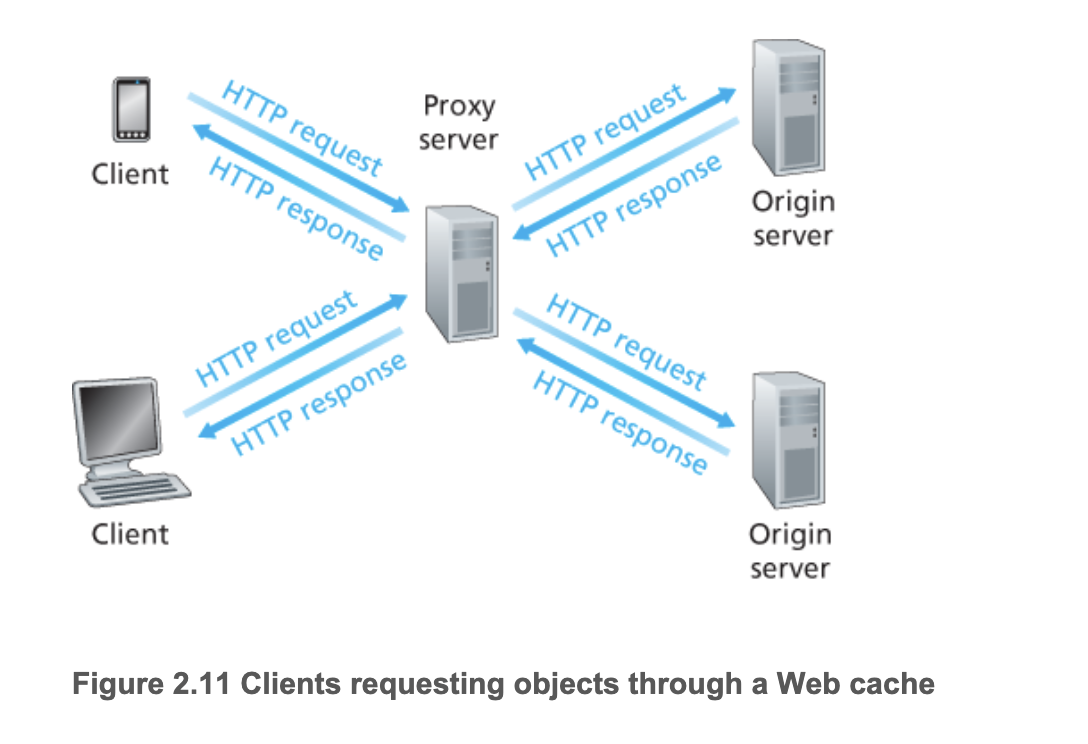 HTTP request
HTTP response
Client
Proxy
server
HTTP request
HTTP response
Origin
server
HTTP request
HTTP response
Client
HTTP request
HTTP response
Origin
server
Figure 2.11 Clients requesting objects through a Web cache